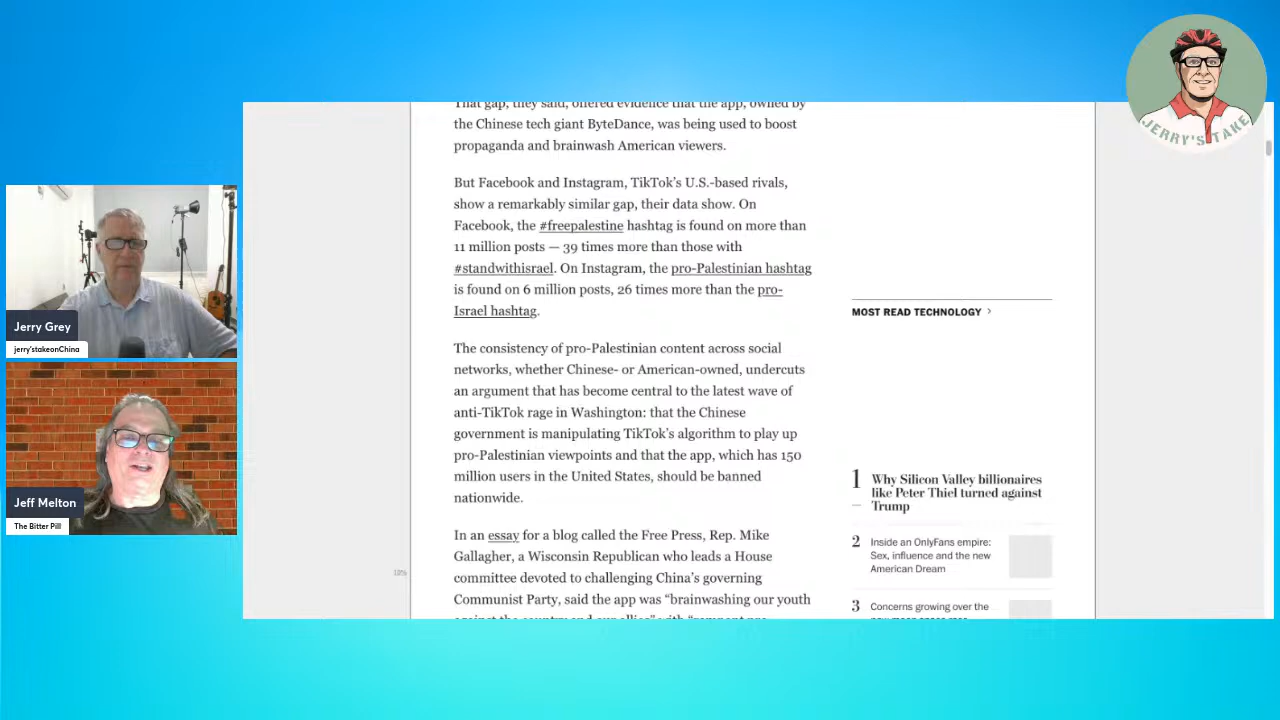 JERRY'S TAKE
Jerry Grey
jerry'stakeonChina
Jeff Melton
The Bitter Pill
That gap, they said, offered evidence that the app, owned by
the Chinese tech giant ByteDance, was being used to boost
propaganda and brainwash American viewers.
But Facebook and Instagram, TikTok's U.S.-based rivals,
show a remarkably similar gap, their data show. On
Facebook, the #freepalestine hashtag is found on more than
11 million posts — 39 times more than those with
#standwithisrael. On Instagram, the pro-Palestinian hashtag
is found on 6 million posts, 26 times more than the pro-
Israel hashtag.
The consistency of pro-Palestinian content across social
networks, whether Chinese- or American-owned, undercuts
an argument that has become central to the latest wave of
anti-TikTok rage in Washington: that the Chinese
government is manipulating TikTok's algorithm to play up
pro-Palestinian viewpoints and that the app, which has 150
million users in the United States, should be banned
nationwide.
In an essay for a blog called the Free Press, Rep. Mike
Gallagher, a Wisconsin Republican who leads a House
committee devoted to challenging China's governing
Communist Party, said the app was “brainwashing our youth
10%
MOST READ TECHNOLOGY >
1 Why Silicon Valley billionaires
like Peter Thiel turned against
Trump
2 Inside an OnlyFans empire:
Sex, influence and the new
American Dream
3 Concerns growing over the